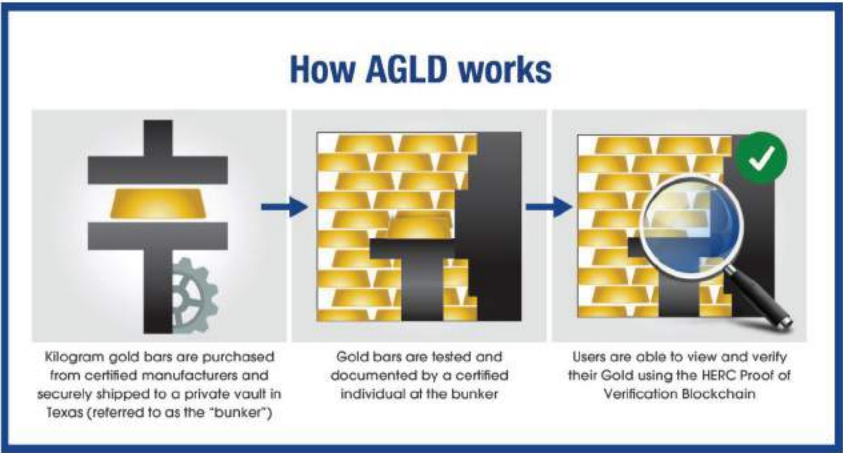 How AGLD works
Kilogram gold bars are purchased
from certified manufacturers and
securely shipped to a private vault in
Texas (referred to as the “bunker”)
Gold bars are tested and
documented by a certified
individual at the bunker
Users are able to view and verify
their Gold using the HERC Proof of
Verification Blockchain